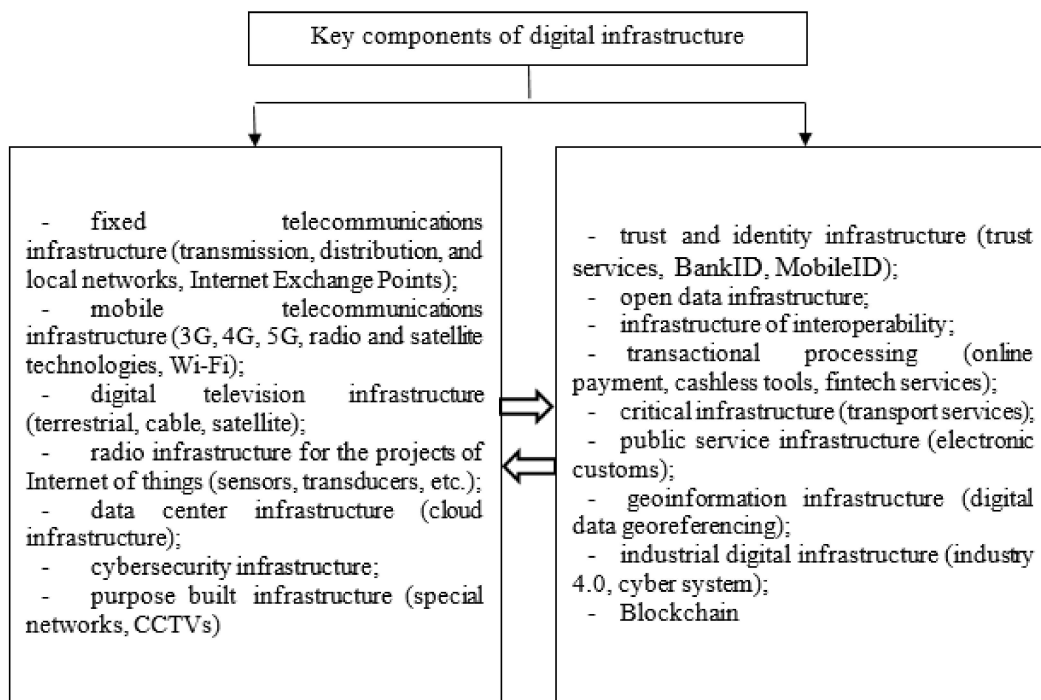 Key components of digital infrastructure
- fixed telecommunications
infrastructure (transmission, distribution, and
local networks, Internet Exchange Points);
- mobile telecommunications
infrastructure (3G, 4G, 5G, radio and satellite
technologies, Wi-Fi);
- digital television infrastructure
(terrestrial, cable, satellite);
- radio infrastructure for the projects of
Internet of things (sensors, transducers, etc.);
- data center infrastructure (cloud
infrastructure);
- cybersecurity infrastructure;
- purpose built infrastructure (special
networks, CCTVs)
- trust and identity infrastructure (trust
services, BankID, MobileID);
- open data infrastructure;
- infrastructure of interoperability;
- transactional processing (online
payment, cashless tools, fintech services);
- critical infrastructure (transport services);
- public service infrastructure (electronic
customs);
- geoinformation infrastructure (digital
data georeferencing);
- industrial digital infrastructure (industry
4.0, cyber system);
- Blockchain